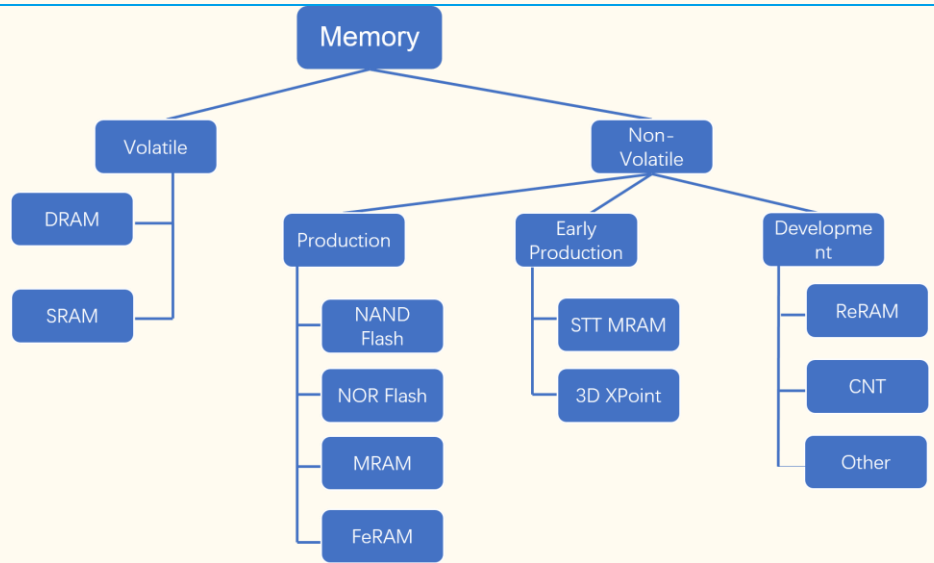 Memory
Volatile
Non-
Volatile
DRAM
SRAM
Production
Early
Production
Developme
nt
NAND
Flash
NOR Flash
MRAM
FeRAM
STT MRAM
3D XPoint
ReRAM
CNT
Other